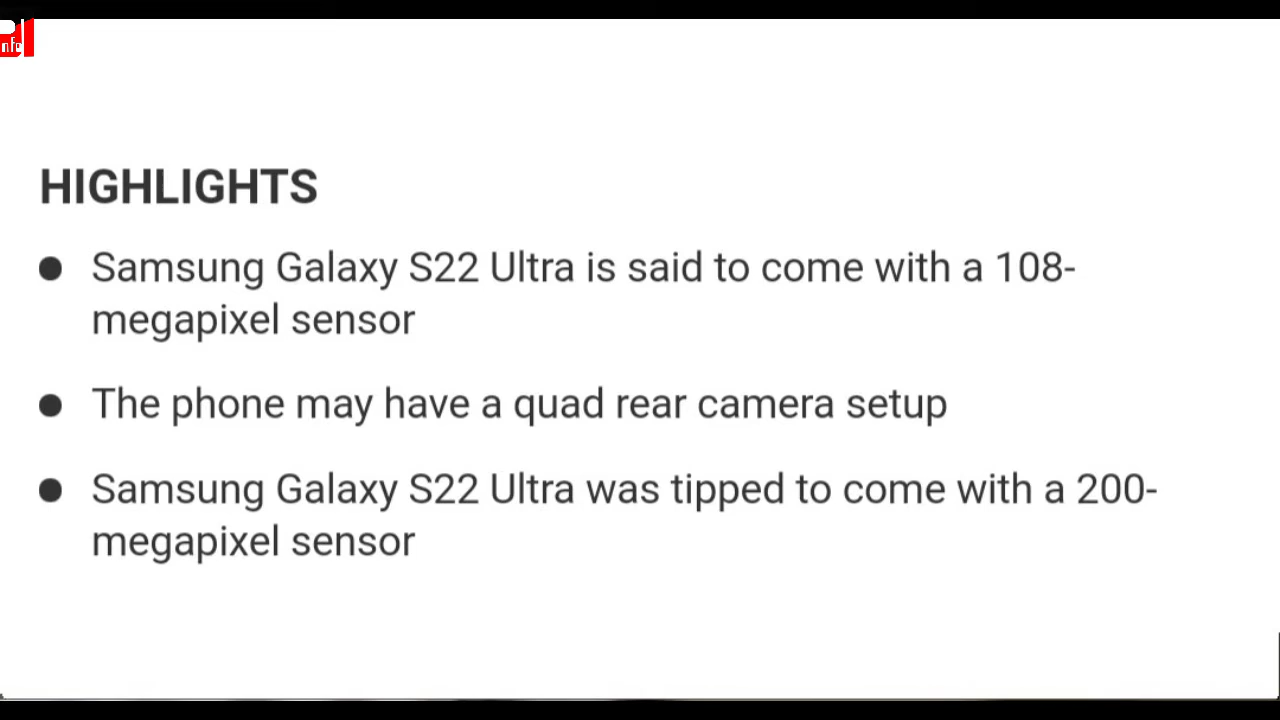 nfo
HIGHLIGHTS
Samsung Galaxy S22 Ultra is said to come with a 108-
megapixel sensor
The phone may have a quad rear camera setup
Samsung Galaxy S22 Ultra was tipped to come with a 200-
megapixel sensor